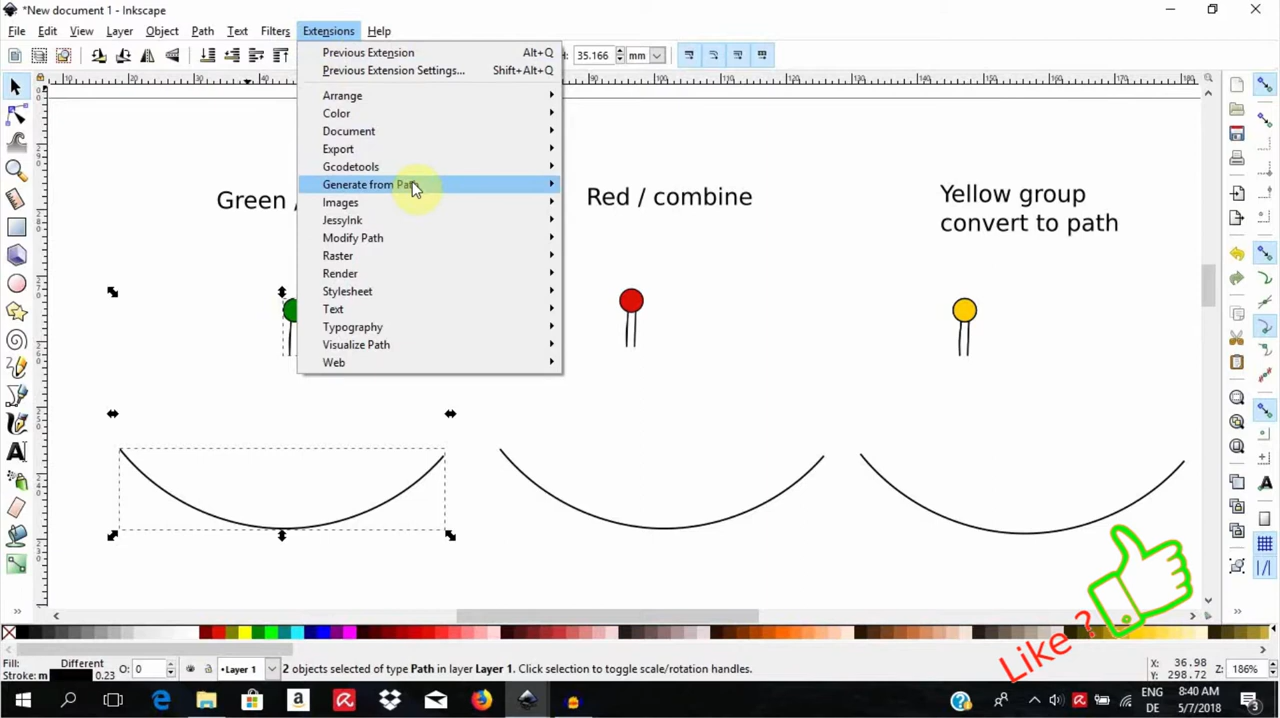 *New document 1 - Inkscape
File Edit View Layer Object Path Text Filters Extensions Help
H: 35.166 mm
Previous Extension Alt+Q
Previous Extension Settings... Shift+Alt+Q
Arrange
Color
Document
Export
Gcodetools
Generate from Path
Images
JessyInk
Modify Path
Raster
Render
Stylesheet
Text
Typography
Visualize Path
Web
Green /
Red / combine
Yellow group
convert to path
Like ?
Fill: Different
Stroke: m 0.23
O: 0
•Layer 1
2 objects selected of type Path in layer Layer 1. Click selection to toggle scale/rotation handles.
X: 36.98
Y: 298.72
Z: 186%
ENG
DE
8:40 AM
5/7/2018
3